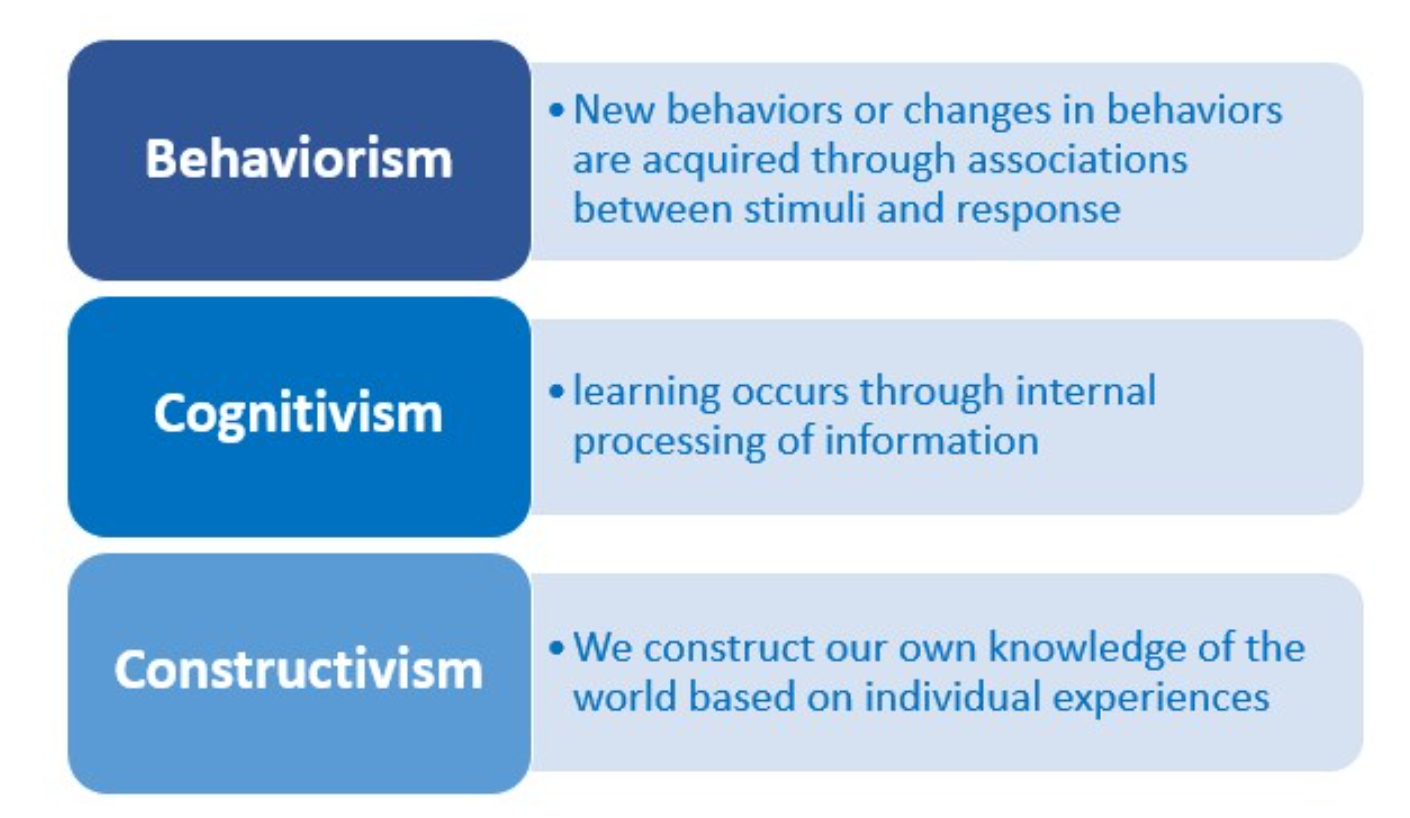 Behaviorism
• New behaviors or changes in behaviors
are acquired through associations
between stimuli and response
Cognitivism
• learning occurs through internal
processing of information
Constructivism
• We construct our own knowledge of the
world based on individual experiences